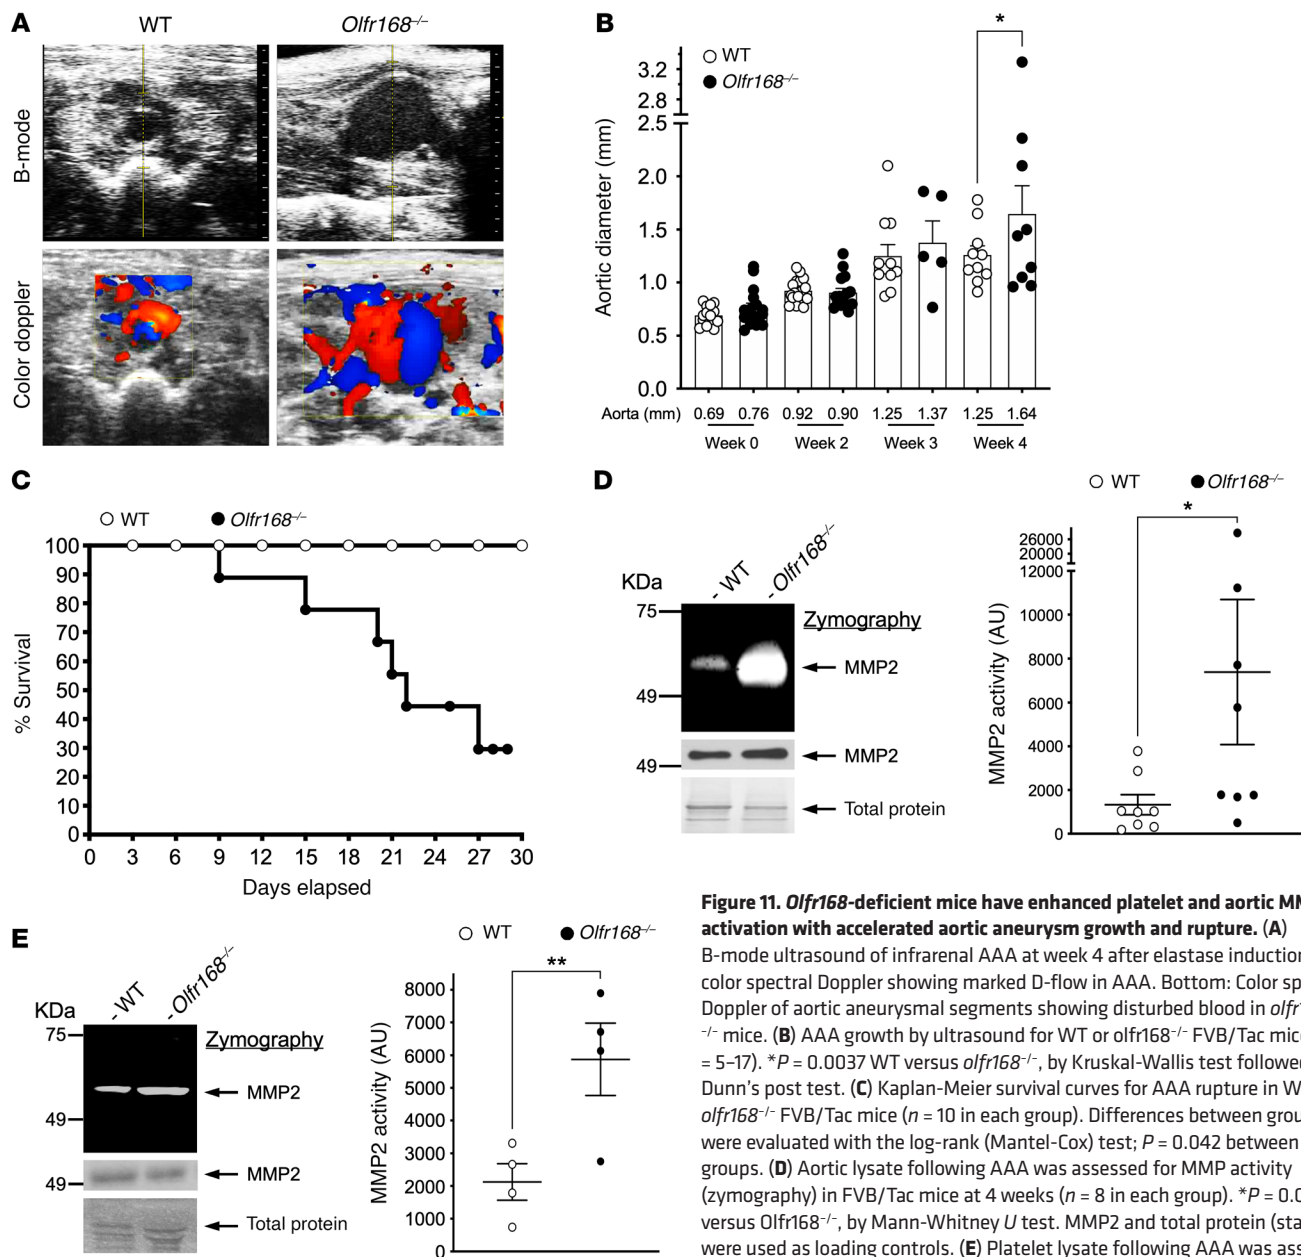 A
WT
Olfr168–/–
B-mode
Color doppler
B
WT
Olfr168–/–
*
Aortic diameter (mm)
3.2
2.8
2.5
2.0
1.5
1.0
0.5
0.0
Aorta (mm) 0.69 0.76 0.92 0.90 1.25 1.37 1.25 1.64
Week 0 Week 2 Week 3 Week 4
C
WT
Olfr168–/–
% Survival
100
90
80
70
60
50
40
30
20
10
0
0 3 6 9 12 15 18 21 24 27 30
Days elapsed
D
KDa
- WT
- Olfr168–/–
75
Zymography
MMP2
49
MMP2
49
Total protein
WT
Olfr168–/–
*
MMP2 activity (AU)
26000
20000
12000
10000
8000
6000
4000
2000
0
E
KDa
- WT
- Olfr168–/–
75
Zymography
MMP2
49
MMP2
49
Total protein
WT
Olfr168–/–
**
MMP2 activity (AU)
8000
7000
6000
5000
4000
3000
2000
1000
0
Figure 11. Olfr168-deficient mice have enhanced platelet and aortic
activation with accelerated aortic aneurysm growth and rupture. (A)
B-mode ultrasound of infrarenal AAA at week 4 after elastase induction
color spectral Doppler showing marked D-flow in AAA. Bottom: Color
Doppler of aortic aneurysmal segments showing disturbed blood in
–/– mice. (B) AAA growth by ultrasound for WT or olfr168–/– FVB/Tac
= 5–17). *P = 0.0037 WT versus olfr168–/–, by Kruskal-Wallis test followed
Dunn's post test. (C) Kaplan-Meier survival curves for AAA rupture in
olfr168–/– FVB/Tac mice (n = 10 in each group). Differences between
were evaluated with the log-rank (Mantel-Cox) test; P = 0.042 between
groups. (D) Aortic lysate following AAA was assessed for MMP activity
(zymography) in FVB/Tac mice at 4 weeks (n = 8 in each group). *P =
versus Olfr168–/–, by Mann-Whitney U test. MMP2 and total protein
were used as loading controls. (E) Platelet lysate following AAA was